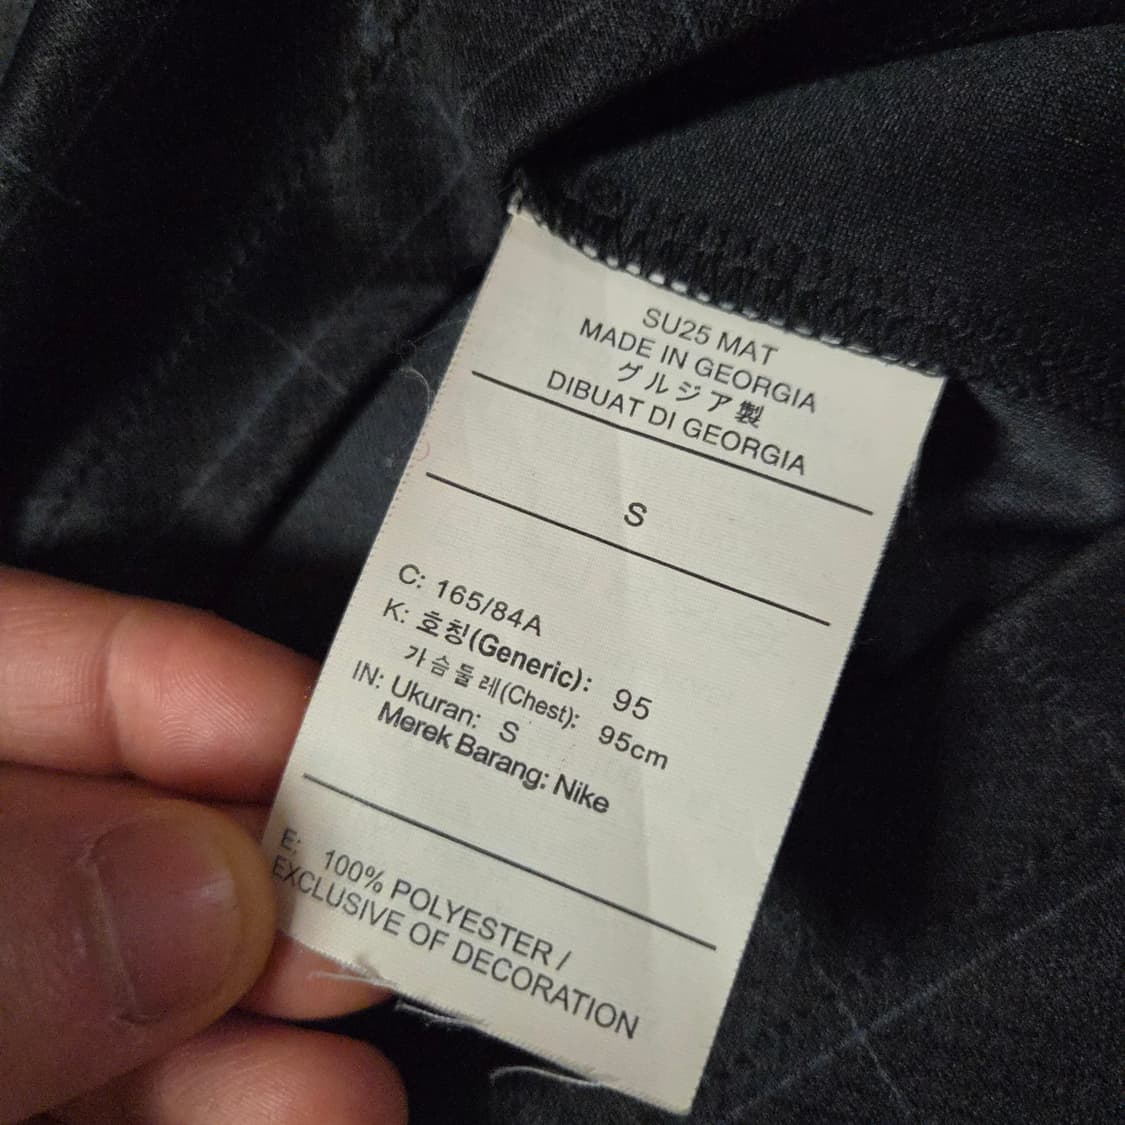 SU25 MAT
MADE IN GEORGIA
グルジア製
DIBUAT DI GEORGIA
S
C: 165/84A
K: 호칭(Generic): 95
가슴둘레(Chest): 95cm
IN: Ukuran: S
Merek Barang: Nike
E: 100% POLYESTER /
EXCLUSIVE OF DECORATION